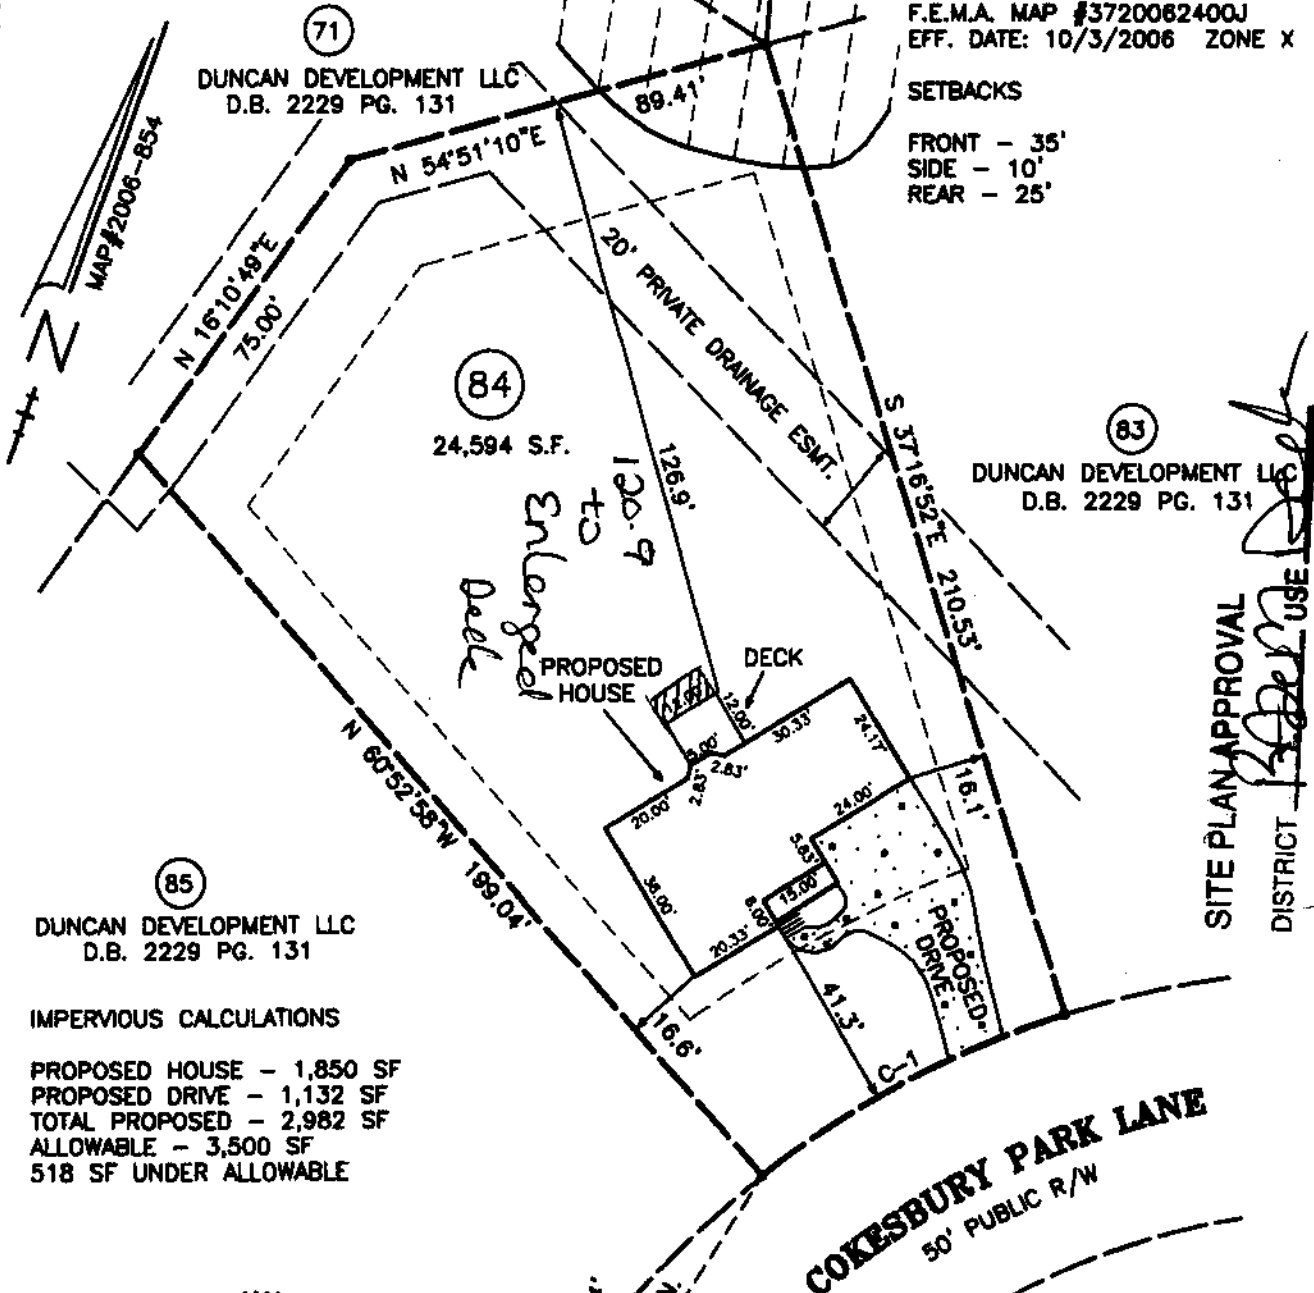 71
DUNCAN DEVELOPMENT LLC
D.B. 2229 PG. 131
F.E.M.A. MAP #3720062400J
EFF. DATE: 10/3/2006 ZONE X
SETBACKS
FRONT - 35'
SIDE - 10'
REAR - 25'
MAP#2006-854
N
89.41'
N 54°51'10"E
N 16°10'49"E
75.00'
20' PRIVATE DRAINAGE ESMT.
84
24,594 S.F.
126.9'
120.9
to
Enlarged
Deck
S 37°16'52"E 210.53'
83
DUNCAN DEVELOPMENT LLC
D.B. 2229 PG. 131
SITE PLAN APPROVAL
DISTRICT USE
PROPOSED
HOUSE
DECK
12.00'
30.33'
24.17'
2.83'
2.83'
20.00'
24.00'
16.1'
5.83'
15.00'
6.00'
38.00'
20.33'
N 60°52'58"W 199.04'
PROPOSED
DRIVE
41.3'
16.6'
C-1
85
DUNCAN DEVELOPMENT LLC
D.B. 2229 PG. 131
IMPERVIOUS CALCULATIONS
PROPOSED HOUSE - 1,850 SF
PROPOSED DRIVE - 1,132 SF
TOTAL PROPOSED - 2,982 SF
ALLOWABLE - 3,500 SF
518 SF UNDER ALLOWABLE
COKESBURY PARK LANE
50' PUBLIC R/W